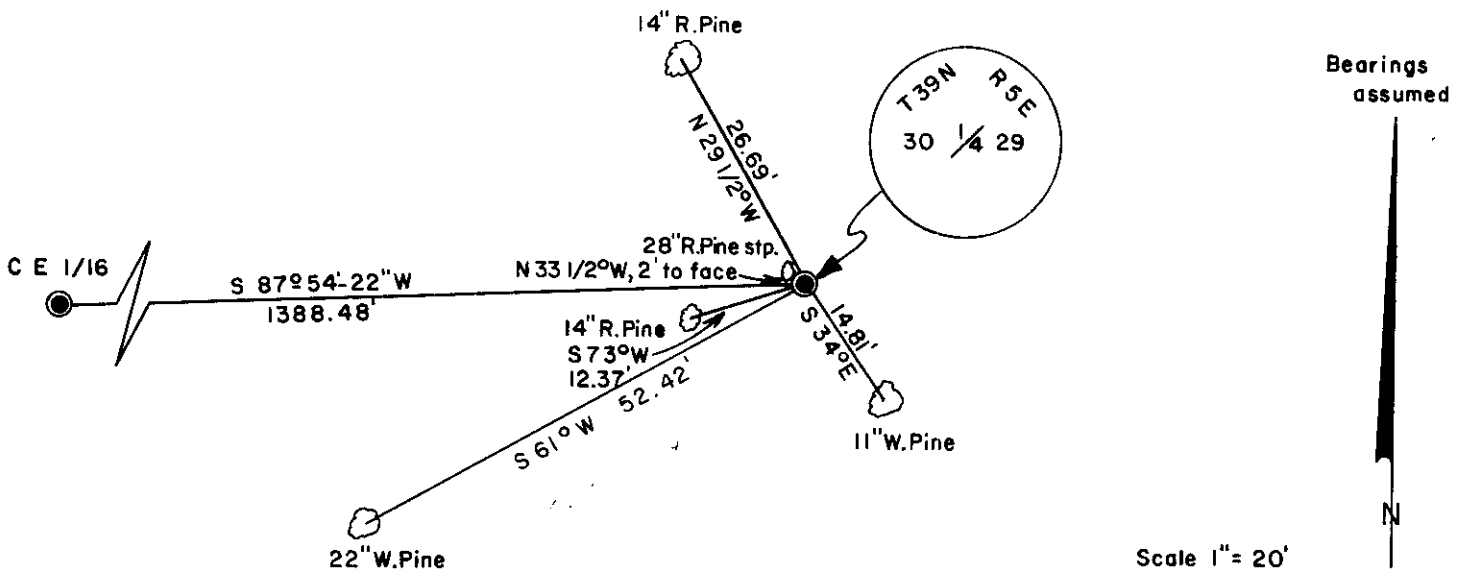 14" R.Pine
T39N R5E
30 1/4 29
Bearings
assumed
26.69'
N 29 1/2° W
28" R.Pine stp.
N 33 1/2° W, 2' to face
C E 1/16
S 87° 54'-22" W
1388.48'
14" R.Pine
S 73° W
12.37'
14.81'
S 34° E
S 61° W 52.42'
11" W.Pine
22" W.Pine
N
Scale 1" = 20'